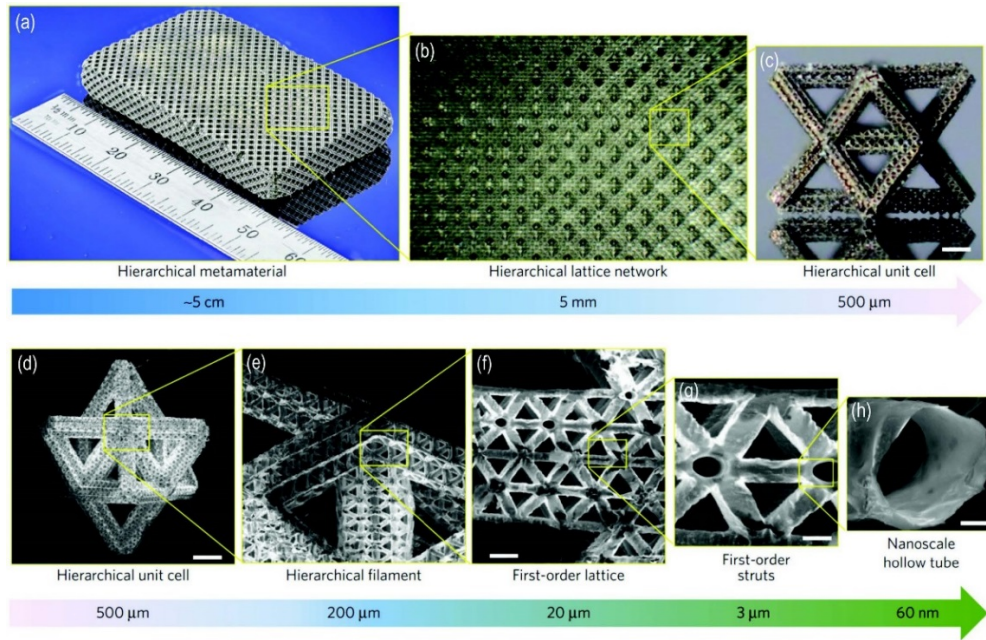 (a)
mm 10
20
30
40
50
60
(b)
(c)
Hierarchical metamaterial
Hierarchical lattice network
Hierarchical unit cell
~5 cm
5 mm
500 μm
(d)
(e)
(f)
(g)
(h)
Hierarchical unit cell
Hierarchical filament
First-order lattice
First-order
struts
Nanoscale
hollow tube
500 μm
200 μm
20 μm
3 μm
60 nm